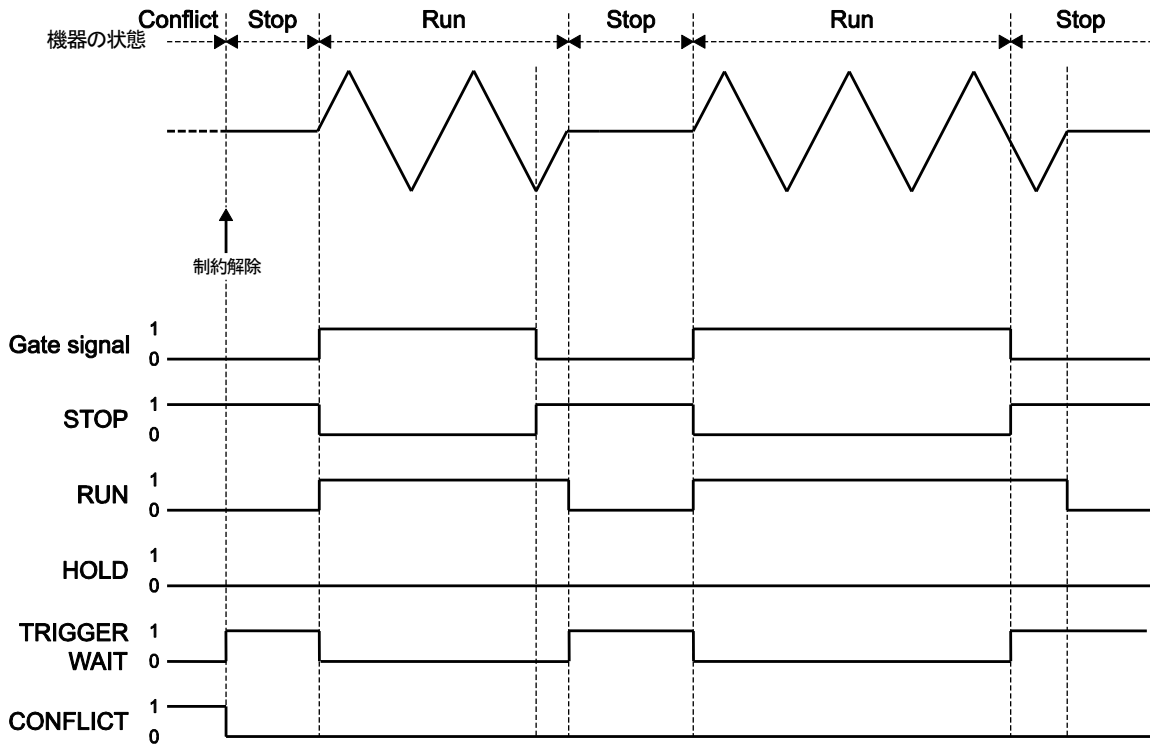 Conflict Stop Run Stop Run Stop
機器の状態
制約解除
Gate signal 1
0
STOP 1
0
RUN 1
0
HOLD 1
0
TRIGGER 1
WAIT 0
CONFLICT 1
0